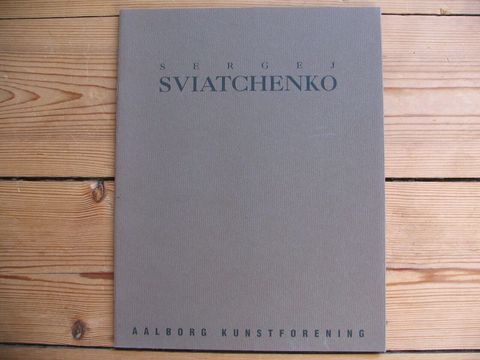 SERGEJ
SVIATCHENKO
AALBORG KUNSTFORENING